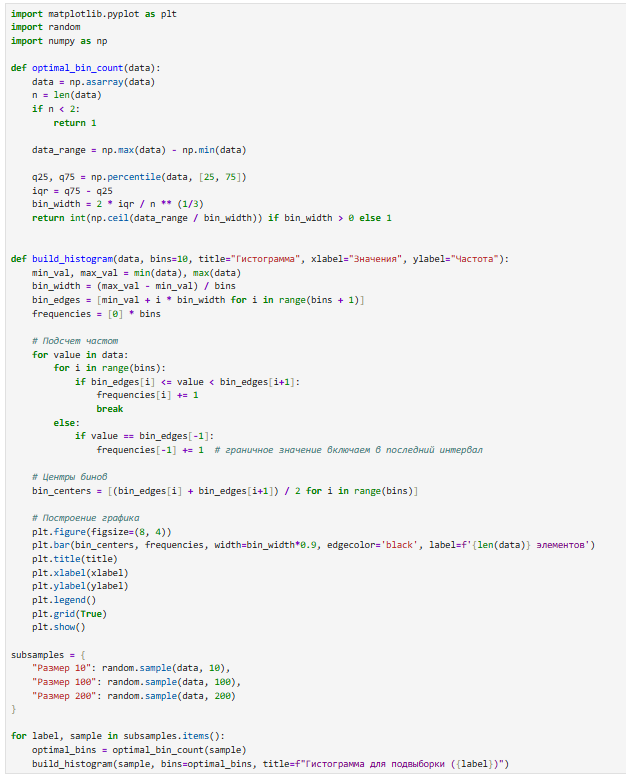 import matplotlib.pyplot as plt
import random
import numpy as np

def optimal_bin_count(data):
    data = np.asarray(data)
    n = len(data)
    if n < 2:
        return 1

    data_range = np.max(data) - np.min(data)

    q25, q75 = np.percentile(data, [25, 75])
    iqr = q75 - q25
    bin_width = 2 * iqr / n ** (1/3)
    return int(np.ceil(data_range / bin_width)) if bin_width > 0 else 1


def build_histogram(data, bins=10, title="Гистограмма", xlabel="Значения", ylabel="Частота"):
    min_val, max_val = min(data), max(data)
    bin_width = (max_val - min_val) / bins
    bin_edges = [min_val + i * bin_width for i in range(bins + 1)]
    frequencies = [0] * bins

    # Подсчет частот
    for value in data:
        for i in range(bins):
            if bin_edges[i] <= value < bin_edges[i+1]:
                frequencies[i] += 1
                break
        else:
            if value == bin_edges[-1]:
                frequencies[-1] += 1  # граничное значение включаем в последний интервал

    # Центры бинов
    bin_centers = [(bin_edges[i] + bin_edges[i+1]) / 2 for i in range(bins)]

    # Построение графика
    plt.figure(figsize=(8, 4))
    plt.bar(bin_centers, frequencies, width=bin_width*0.9, edgecolor='black', label=f'{len(data)} элементов')
    plt.title(title)
    plt.xlabel(xlabel)
    plt.ylabel(ylabel)
    plt.legend()
    plt.grid(True)
    plt.show()

subsamples = {
    "Размер 10": random.sample(data, 10),
    "Размер 100": random.sample(data, 100),
    "Размер 200": random.sample(data, 200)
}

for label, sample in subsamples.items():
    optimal_bins = optimal_bin_count(sample)
    build_histogram(sample, bins=optimal_bins, title=f"Гистограмма для подвыборки ({label})")